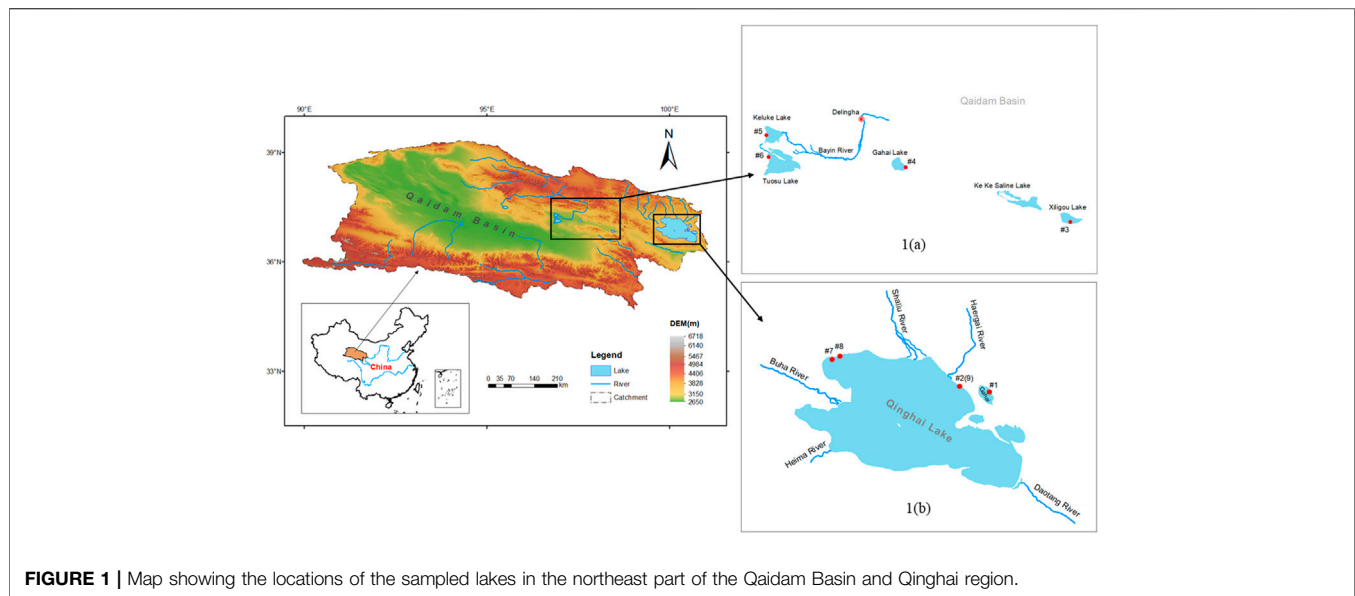 90°E
95°E
100°E
39°N
36°N
33°N
N
Qaidam Basin
China
Legend
Lake
River
Catchment
0 35 70 140 210
km
DEM(m)
6718
6140
5467
4984
4406
3828
3150
2650
Qaidam Basin
Delingha
Keluke Lake
#5
#6
Bayin River
Tuosu Lake
Gahai Lake
#4
Ke Ke Saline Lake
Xiligou Lake
#3
1(a)
Shaliu River
Haergai River
#7 #8
Buha River
#2(9)
#1
Qinghai Lake
Heima River
Daotang River
1(b)
FIGURE 1 | Map showing the locations of the sampled lakes in the northeast part of the Qaidam Basin and Qinghai region.